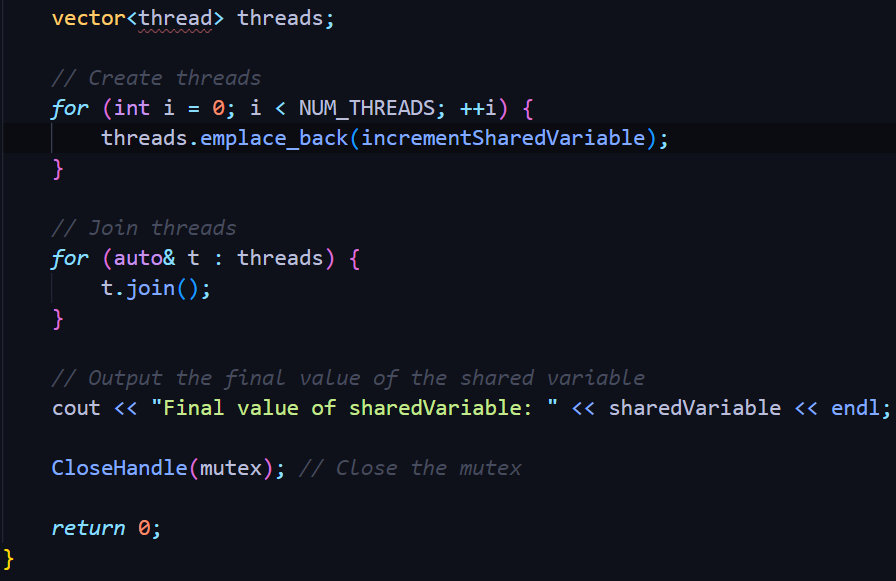 vector<thread> threads;
// Create threads
for (int i = 0; i < NUM_THREADS; ++i) {
threads.emplace_back(incrementSharedVariable);
}
// Join threads
for (auto& t : threads) {
t.join();
}
// Output the final value of the shared variable
cout << "Final value of sharedVariable: " << sharedVariable << endl;
CloseHandle(mutex); // Close the mutex
return 0;
}